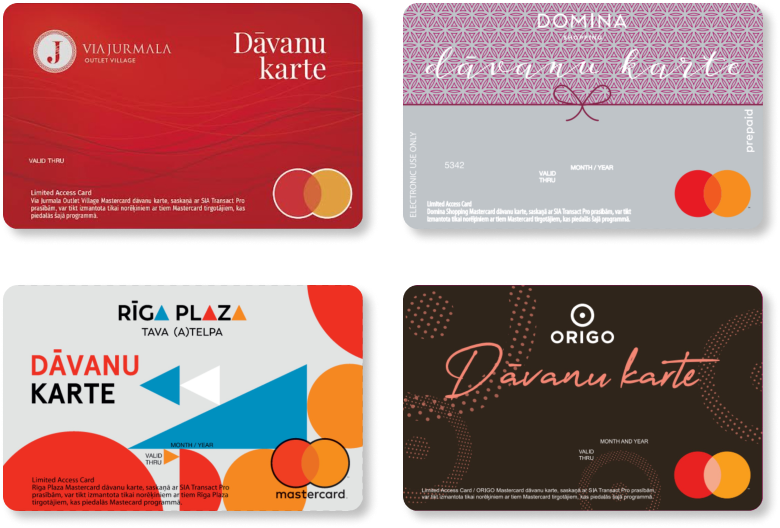 J
VIA JURMALA
OUTLET VILLAGE
Dāvanu
karte
VALID THRU
Limited Access Card
Via Jurmala Outlet Village Mastercard dāvanu karte, saskaņā ar SIA Transact Pro
prasībām, var tikt izmantota tikai norēķiniem ar tiem Mastercard tirgotājiem, kas
piedalās šajā programmā.
DOMINA
SHOPPING
dāvanu karte
ELECTRONIC USE ONLY
prepaid
5342
MONTH / YEAR
VALID
THRU
Limited Access Card
Domina Shopping Mastercard dāvanu karte, saskaņā ar SIA Transact Pro prasībām, var tikt
izmantota tikai norēķiniem ar tiem Mastercard tirgotājiem, kas piedalās šajā programmā.
RĪGA PLAZA
TAVA (A)TELPA
DĀVANU
KARTE
MONTH / YEAR
VALID
THRU
mastercard
Limited Access Card
Rīga Plaza Mastercard dāvanu karte, saskaņā ar SIA Transact Pro
prasībām, var tikt izmantota tikai norēķiniem ar tiem Rīga Plaza
tirgotājiem, kas piedalās Mastercard programmā.
ORIGO
Dāvanu karte
MONTH AND YEAR
VALID
THRU
Limited Access Card / ORIGO Mastercard dāvanu karte, saskaņā ar SIA Transact Pro prasībām,
var tikt izmantota tikai norēķiniem ar tiem Mastercard tirgotājiem, kas piedalās šajā programmā.